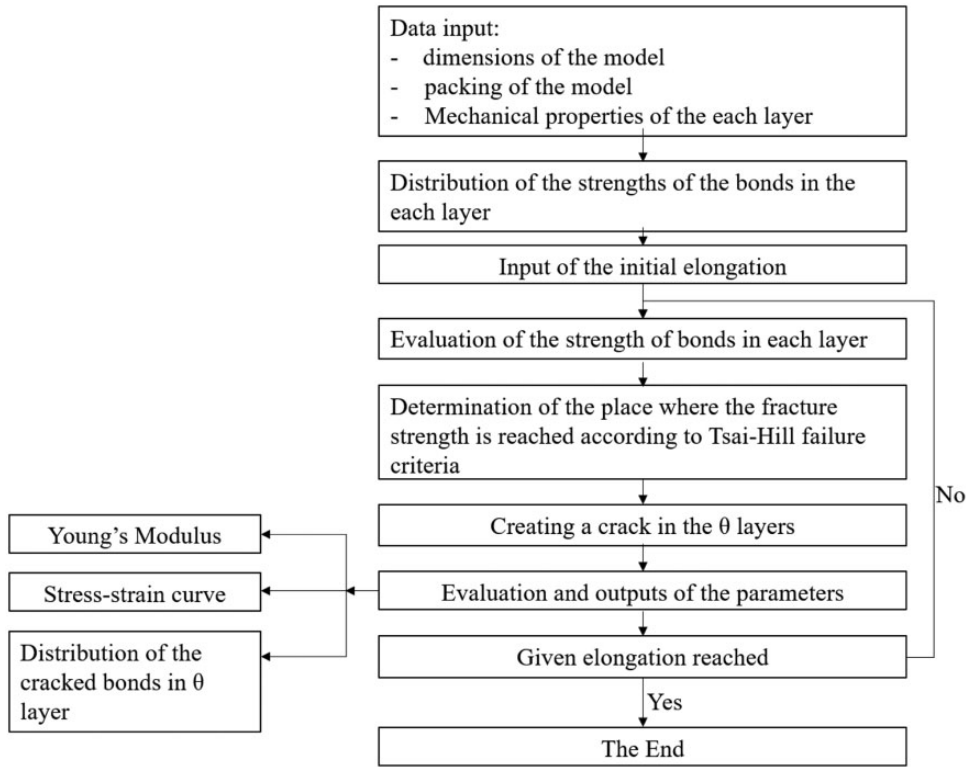 Data input:
- dimensions of the model
- packing of the model
- Mechanical properties of the each layer
Distribution of the strengths of the bonds in the
each layer
Input of the initial elongation
Evaluation of the strength of bonds in each layer
Determination of the place where the fracture
strength is reached according to Tsai-Hill failure
criteria
No
Creating a crack in the θ layers
Young’s Modulus
Stress-strain curve
Evaluation and outputs of the parameters
Distribution of the
cracked bonds in θ
layer
Given elongation reached
Yes
The End